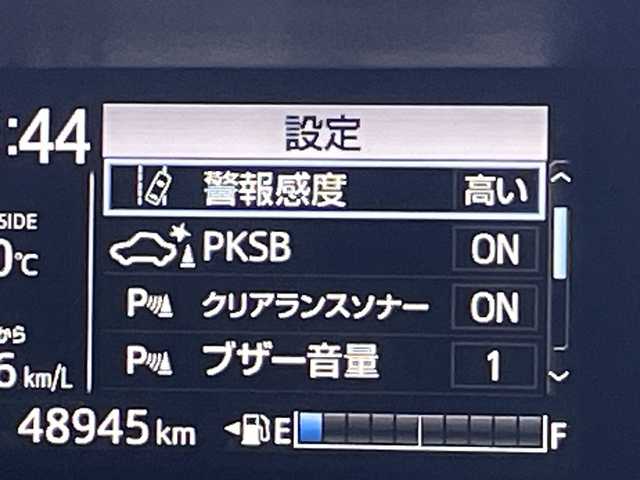 :44
設定
警報感度 高い
SIDE
PKSB ON
0℃
P クリアランスソナー ON
から
P ブザー音量 1
6 km/L
48945 km E F